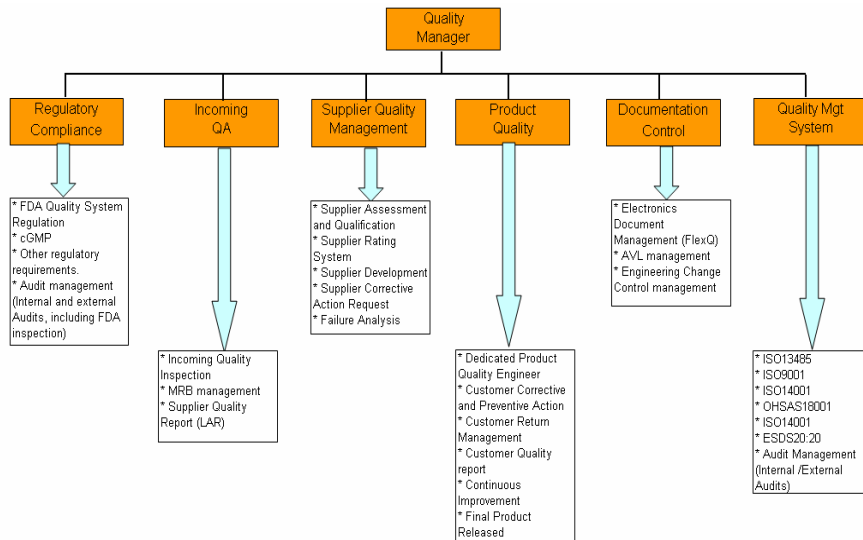 Quality
Manager
Regulatory
Compliance
Incoming
QA
Supplier Quality
Management
Product
Quality
Documentation
Control
Quality Mgt
System
* FDA Quality System
Regulation
* cGMP
* Other regulatory
requirements.
* Audit management
(Internal and external
Audits, including FDA
inspection)
* Incoming Quality
Inspection
* MRB management
* Supplier Quality
Report (LAR)
* Supplier Assessment
and Qualification
* Supplier Rating
System
* Supplier Development
* Supplier Corrective
Action Request
* Failure Analysis
* Dedicated Product
Quality Engineer
* Customer Corrective
and Preventive Action
* Customer Return
Management
* Customer Quality
report
* Continuous
Improvement
* Final Product
Released
* Electronics
Document
Management (FlexQ)
* AVL management
* Engineering Change
Control management
* ISO13485
* ISO9001
* ISO14001
* OHSAS18001
* ISO14001
* ESDS20:20
* Audit Management
(Internal /External
Audits)